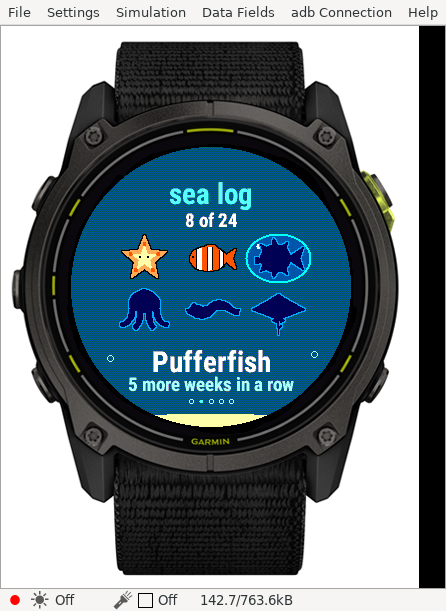 File Settings Simulation Data Fields adb Connection Help
sea log
8 of 24
Pufferfish
5 more weeks in a row
GARMIN
Off Off 142.7/763.6kB